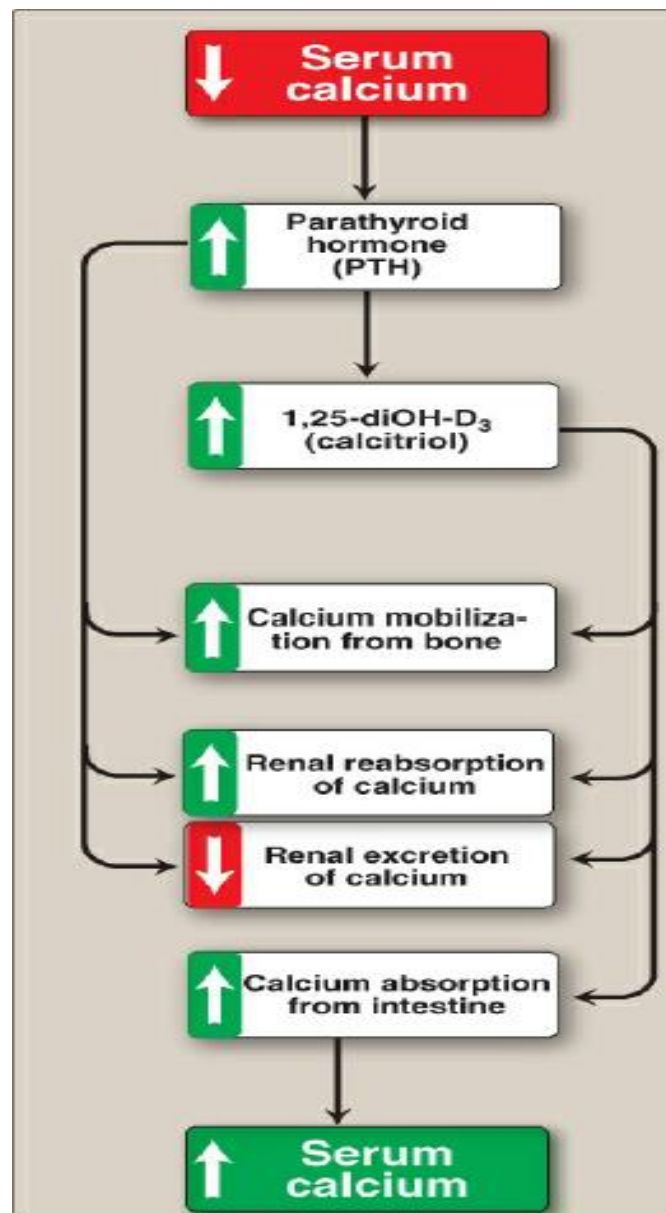 Serum
calcium
Parathyroid
hormone
(PTH)
1,25-diOH-D₃
(calcitriol)
Calcium mobiliza-
tion from bone
Renal reabsorption
of calcium
Renal excretion
of calcium
Calcium absorption
from intestine
Serum
calcium